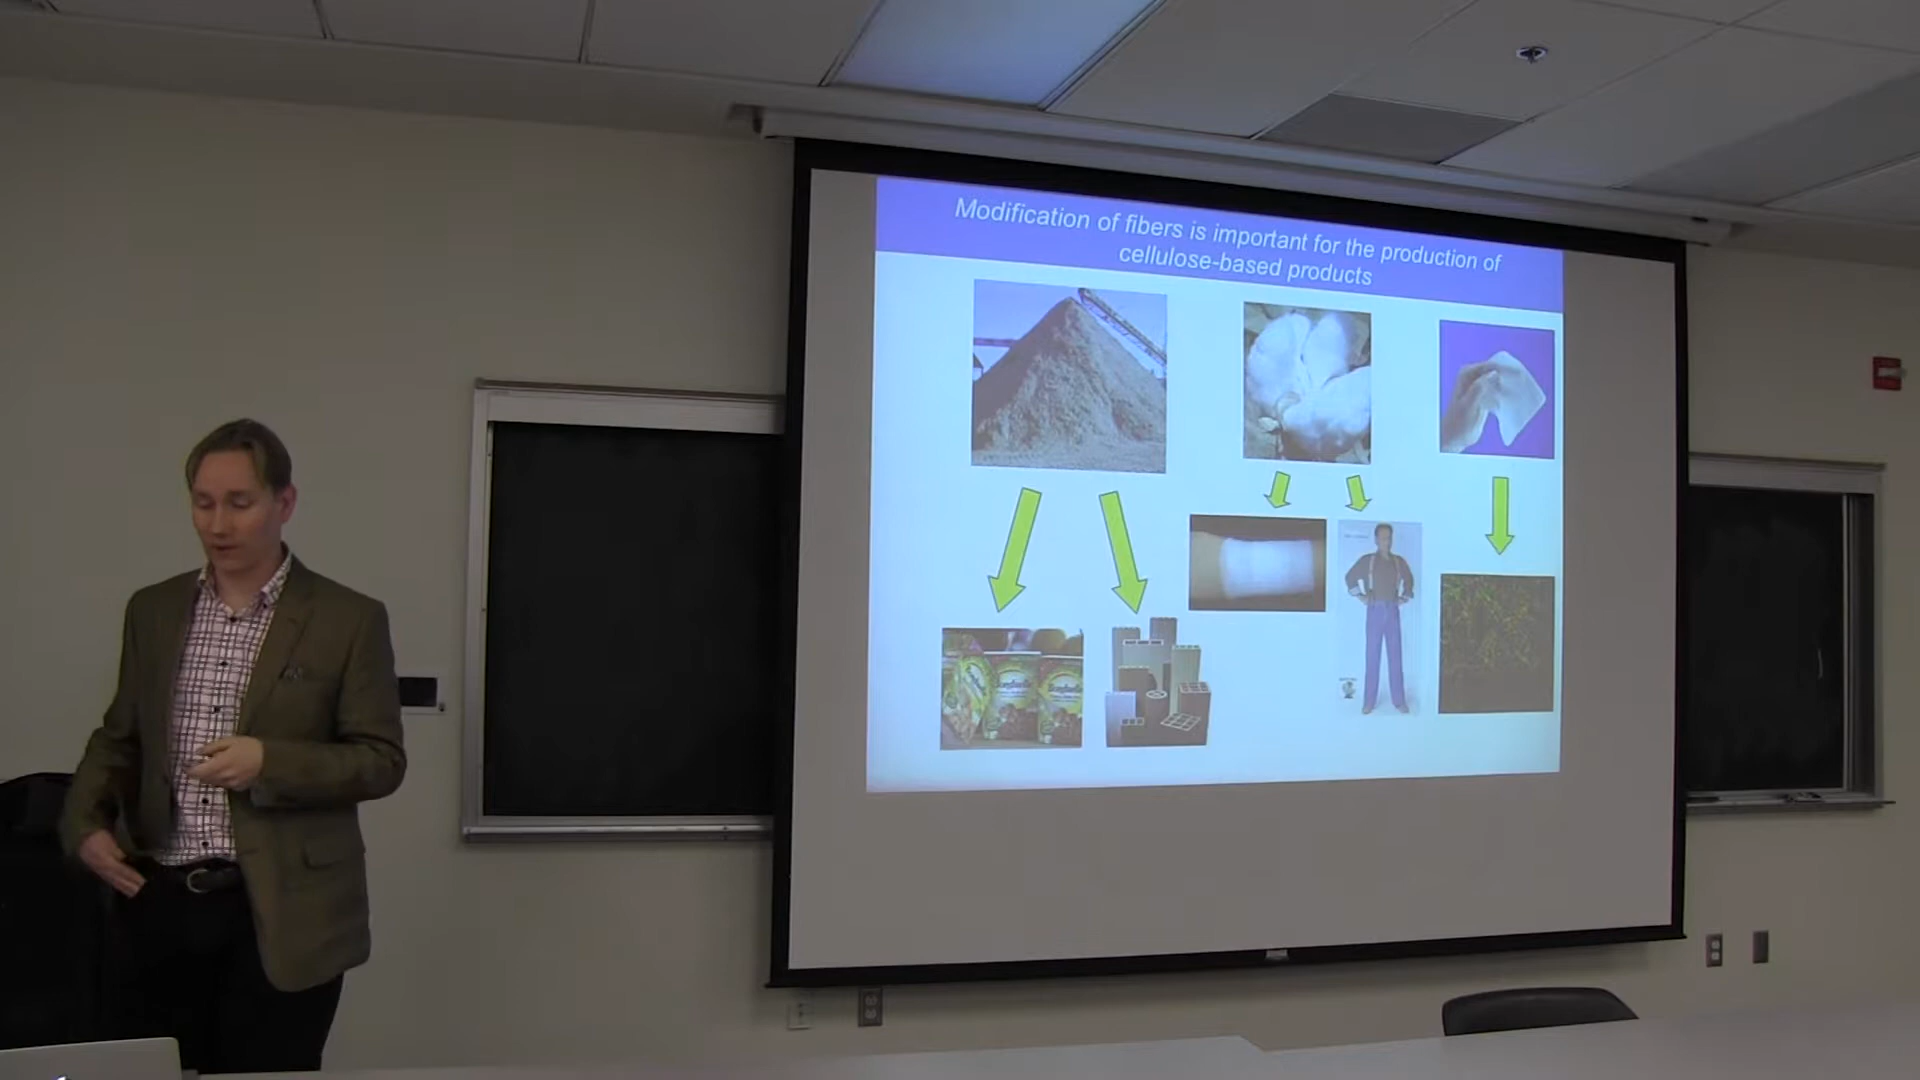 Modification of fibers is important for the production of
cellulose-based products